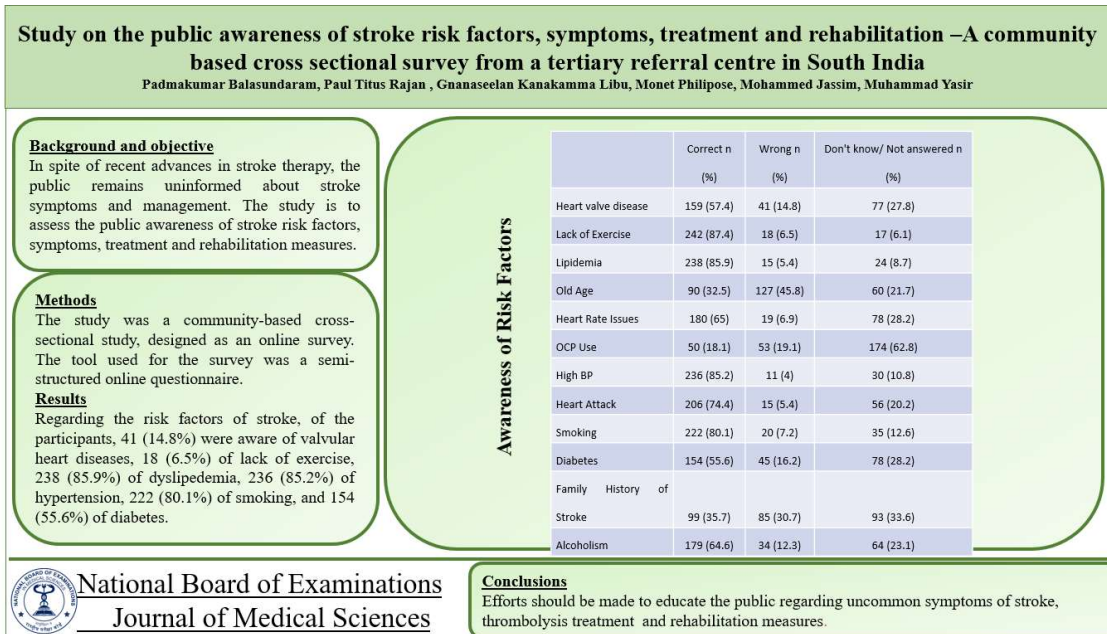 Study on the public awareness of stroke risk factors, symptoms, treatment and rehabilitation –A community
based cross sectional survey from a tertiary referral centre in South India
Padmakumar Balasundaram, Paul Titus Rajan , Gnanaseelan Kanakamma Libu, Monet Philipose, Mohammed Jassim, Muhammad Yasir
Background and objective
In spite of recent advances in stroke therapy, the
public remains uninformed about stroke
symptoms and management. The study is to
assess the public awareness of stroke risk factors,
symptoms, treatment and rehabilitation measures.
Methods
The study was a community-based cross-
sectional study, designed as an online survey.
The tool used for the survey was a semi-
structured online questionnaire.
Results
Regarding the risk factors of stroke, of the
participants, 41 (14.8%) were aware of valvular
heart diseases, 18 (6.5%) of lack of exercise,
238 (85.9%) of dyslipedemia, 236 (85.2%) of
hypertension, 222 (80.1%) of smoking, and 154
(55.6%) of diabetes.
Awareness of Risk Factors
Correct n Wrong n Don't know/ Not answered n
(%) (%) (%)
Heart valve disease 159 (57.4) 41 (14.8) 77 (27.8)
Lack of Exercise 242 (87.4) 18 (6.5) 17 (6.1)
Lipidemia 238 (85.9) 15 (5.4) 24 (8.7)
Old Age 90 (32.5) 127 (45.8) 60 (21.7)
Heart Rate Issues 180 (65) 19 (6.9) 78 (28.2)
OCP Use 50 (18.1) 53 (19.1) 174 (62.8)
High BP 236 (85.2) 11 (4) 30 (10.8)
Heart Attack 206 (74.4) 15 (5.4) 56 (20.2)
Smoking 222 (80.1) 20 (7.2) 35 (12.6)
Diabetes 154 (55.6) 45 (16.2) 78 (28.2)
Family History of
Stroke 99 (35.7) 85 (30.7) 93 (33.6)
Alcoholism 179 (64.6) 34 (12.3) 64 (23.1)
National Board of Examinations
Journal of Medical Sciences
Conclusions
Efforts should be made to educate the public regarding uncommon symptoms of stroke,
thrombolysis treatment and rehabilitation measures.